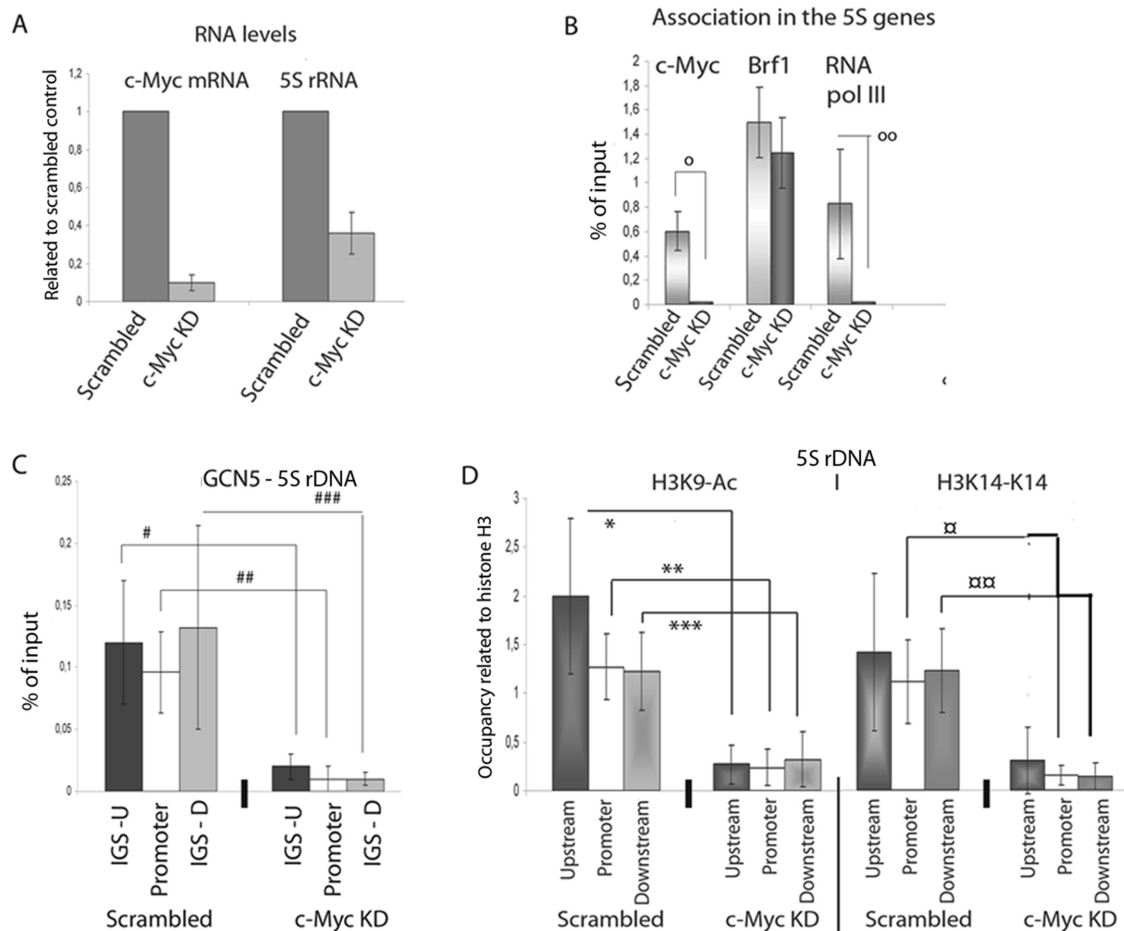 A
RNA levels
c-Myc mRNA 5S rRNA
Related to scrambled control
1,2
1
0,8
0,6
0,4
0,2
0
Scrambled
c-Myc KD
Scrambled
c-Myc KD
B
Association in the 5S genes
c-Myc Brf1 RNA
pol III
% of input
2
1,8
1,6
1,4
1,2
1
0,8
0,6
0,4
0,2
0
o
oo
Scrambled
c-Myc KD
Scrambled
c-Myc KD
Scrambled
c-Myc KD
C
GCN5 - 5S rDNA
% of input
0,25
0,2
0,15
0,1
0,05
0
#
##
###
IGS -U
Promoter
IGS - D
IGS -U
Promoter
IGS - D
Scrambled c-Myc KD
D
5S rDNA
H3K9-Ac I H3K14-K14
Occupancy related to histone H3
3
2,5
2
1,5
1
0,5
0
*
**
***
¤
¤¤
Upstream
Promoter
Downstream
Upstream
Promoter
Downstream
Upstream
Promoter
Downstream
Upstream
Promoter
Downstream
Scrambled c-Myc KD Scrambled c-Myc KD